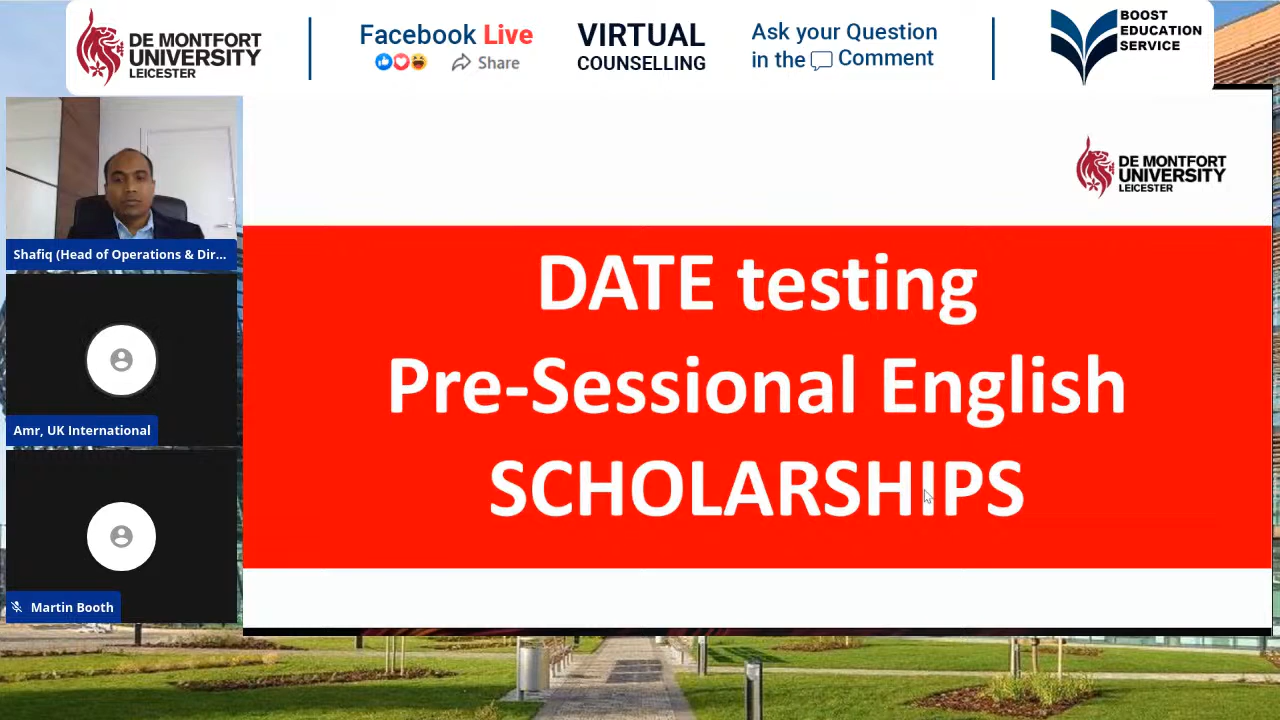 DE MONTFORT
UNIVERSITY
LEICESTER
Facebook Live
Share
VIRTUAL
COUNSELLING
Ask your Question
in the Comment
BOOST
EDUCATION
SERVICE
Shafiq (Head of Operations & Dir...
Amr, UK International
Martin Booth
DE MONTFORT
UNIVERSITY
LEICESTER
DATE testing
Pre-Sessional English
SCHOLARSHIPS